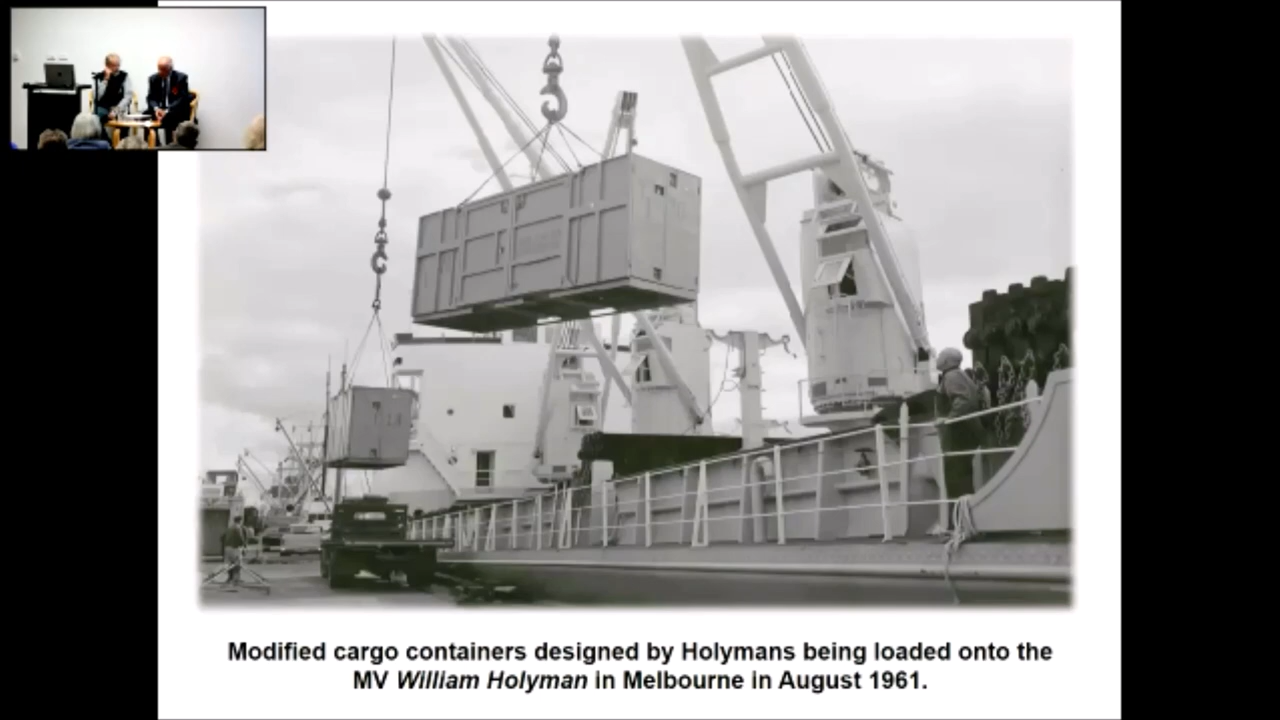 Modified cargo containers designed by Holymans being loaded onto the
MV William Holyman in Melbourne in August 1961.